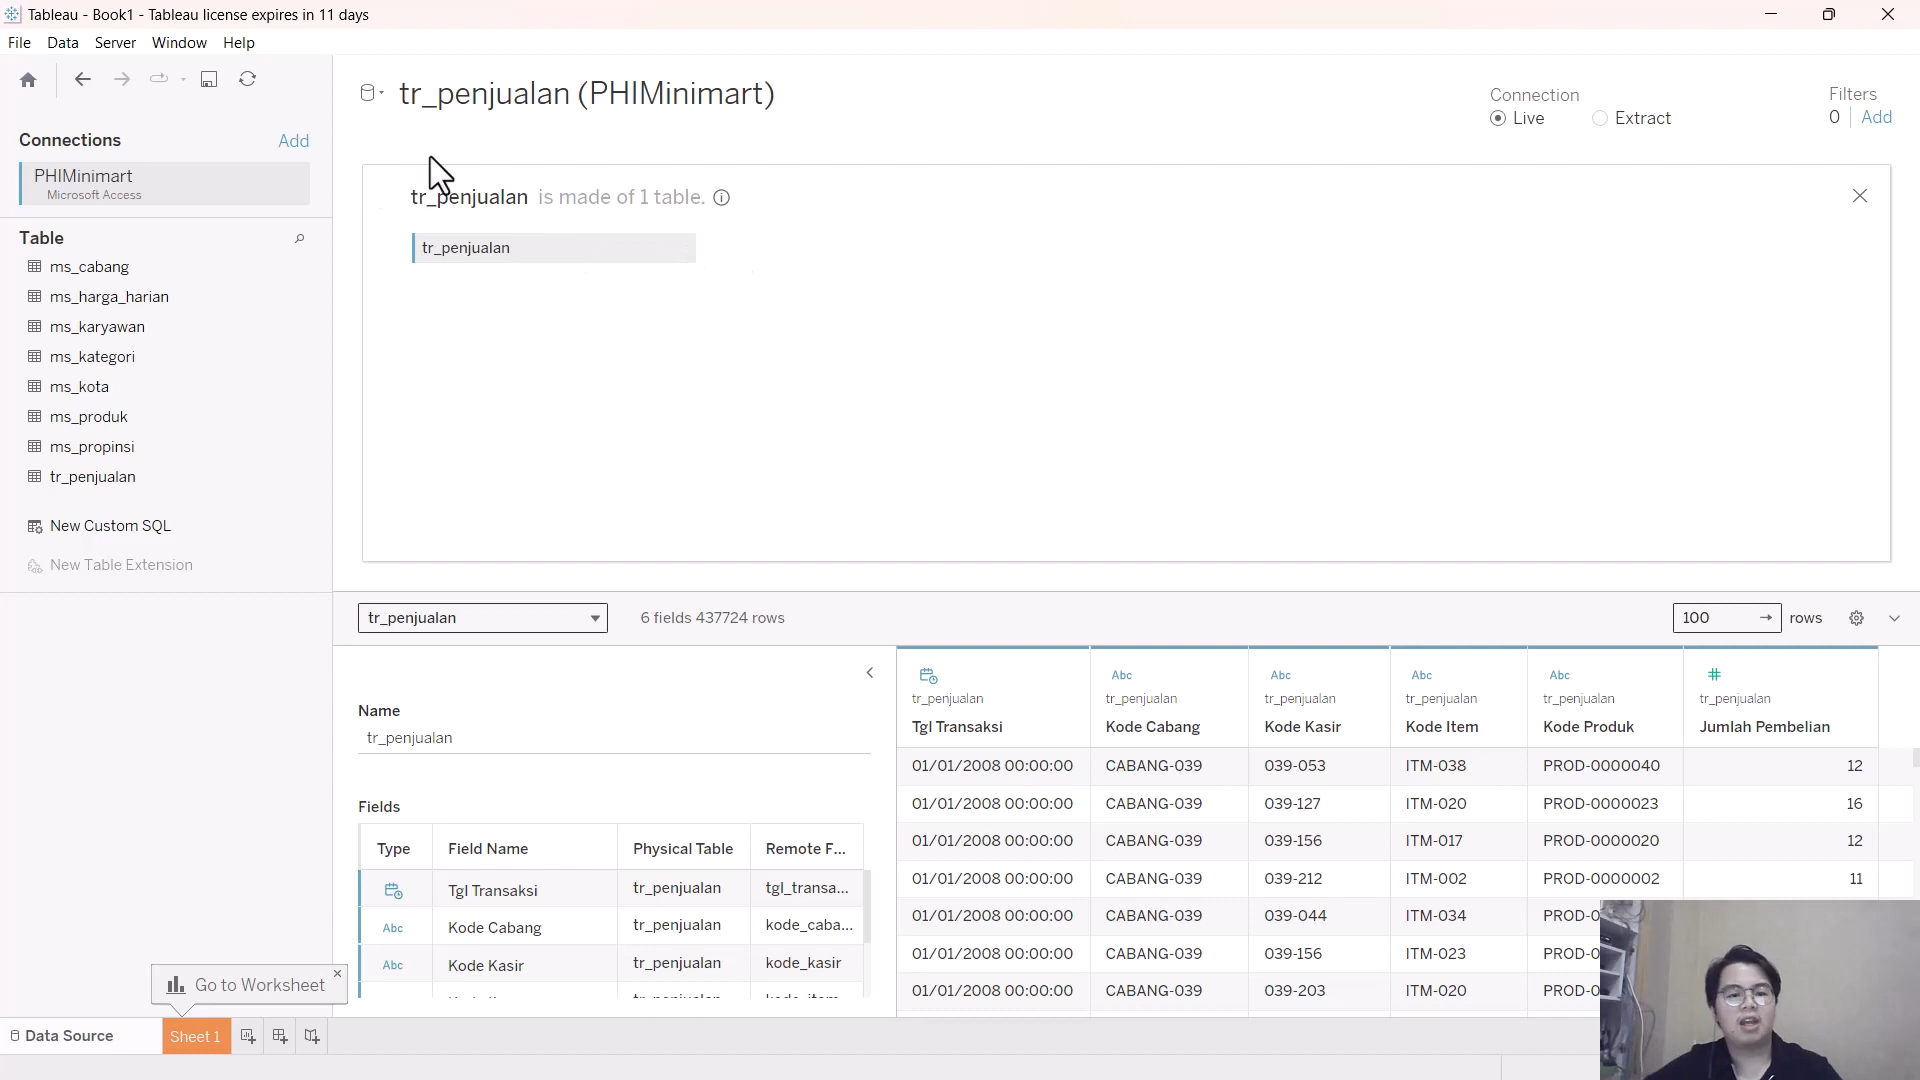 Tableau - Book1 - Tableau license expires in 11 days
File Data Server Window Help
tr_penjualan (PHIMinimart)
Connection
Live Extract
Filters
0 Add
Connections Add
PHIMinimart
Microsoft Access
Table
ms_cabang
ms_harga_harian
ms_karyawan
ms_kategori
ms_kota
ms_produk
ms_propinsi
tr_penjualan
New Custom SQL
New Table Extension
tr_penjualan is made of 1 table.
tr_penjualan
tr_penjualan 6 fields 437724 rows 100 rows
Name
tr_penjualan
Fields
Type Field Name Physical Table Remote F...
Tgl Transaksi tr_penjualan tgl_transa...
Abc Kode Cabang tr_penjualan kode_caba...
Abc Kode Kasir tr_penjualan kode_kasir
Abc Abc Abc Abc
tr_penjualan tr_penjualan tr_penjualan tr_penjualan tr_penjualan tr_penjualan
Tgl Transaksi Kode Cabang Kode Kasir Kode Item Kode Produk Jumlah Pembelian
01/01/2008 00:00:00 CABANG-039 039-053 ITM-038 PROD-0000040 12
01/01/2008 00:00:00 CABANG-039 039-127 ITM-020 PROD-0000023 16
01/01/2008 00:00:00 CABANG-039 039-156 ITM-017 PROD-0000020 12
01/01/2008 00:00:00 CABANG-039 039-212 ITM-002 PROD-0000002 11
01/01/2008 00:00:00 CABANG-039 039-044 ITM-034 PROD-0
01/01/2008 00:00:00 CABANG-039 039-156 ITM-023 PROD-0
01/01/2008 00:00:00 CABANG-039 039-203 ITM-020 PROD-0
Go to Worksheet
Data Source Sheet 1